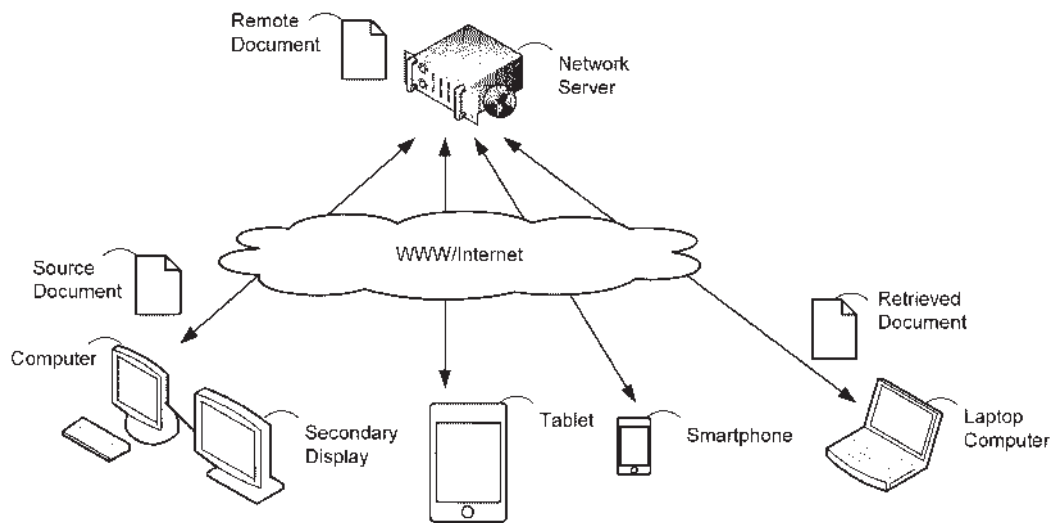 Remote
Document
Network
Server
WWW/Internet
Source
Document
Retrieved
Document
Computer
Secondary
Display
Tablet
Smartphone
Laptop
Computer